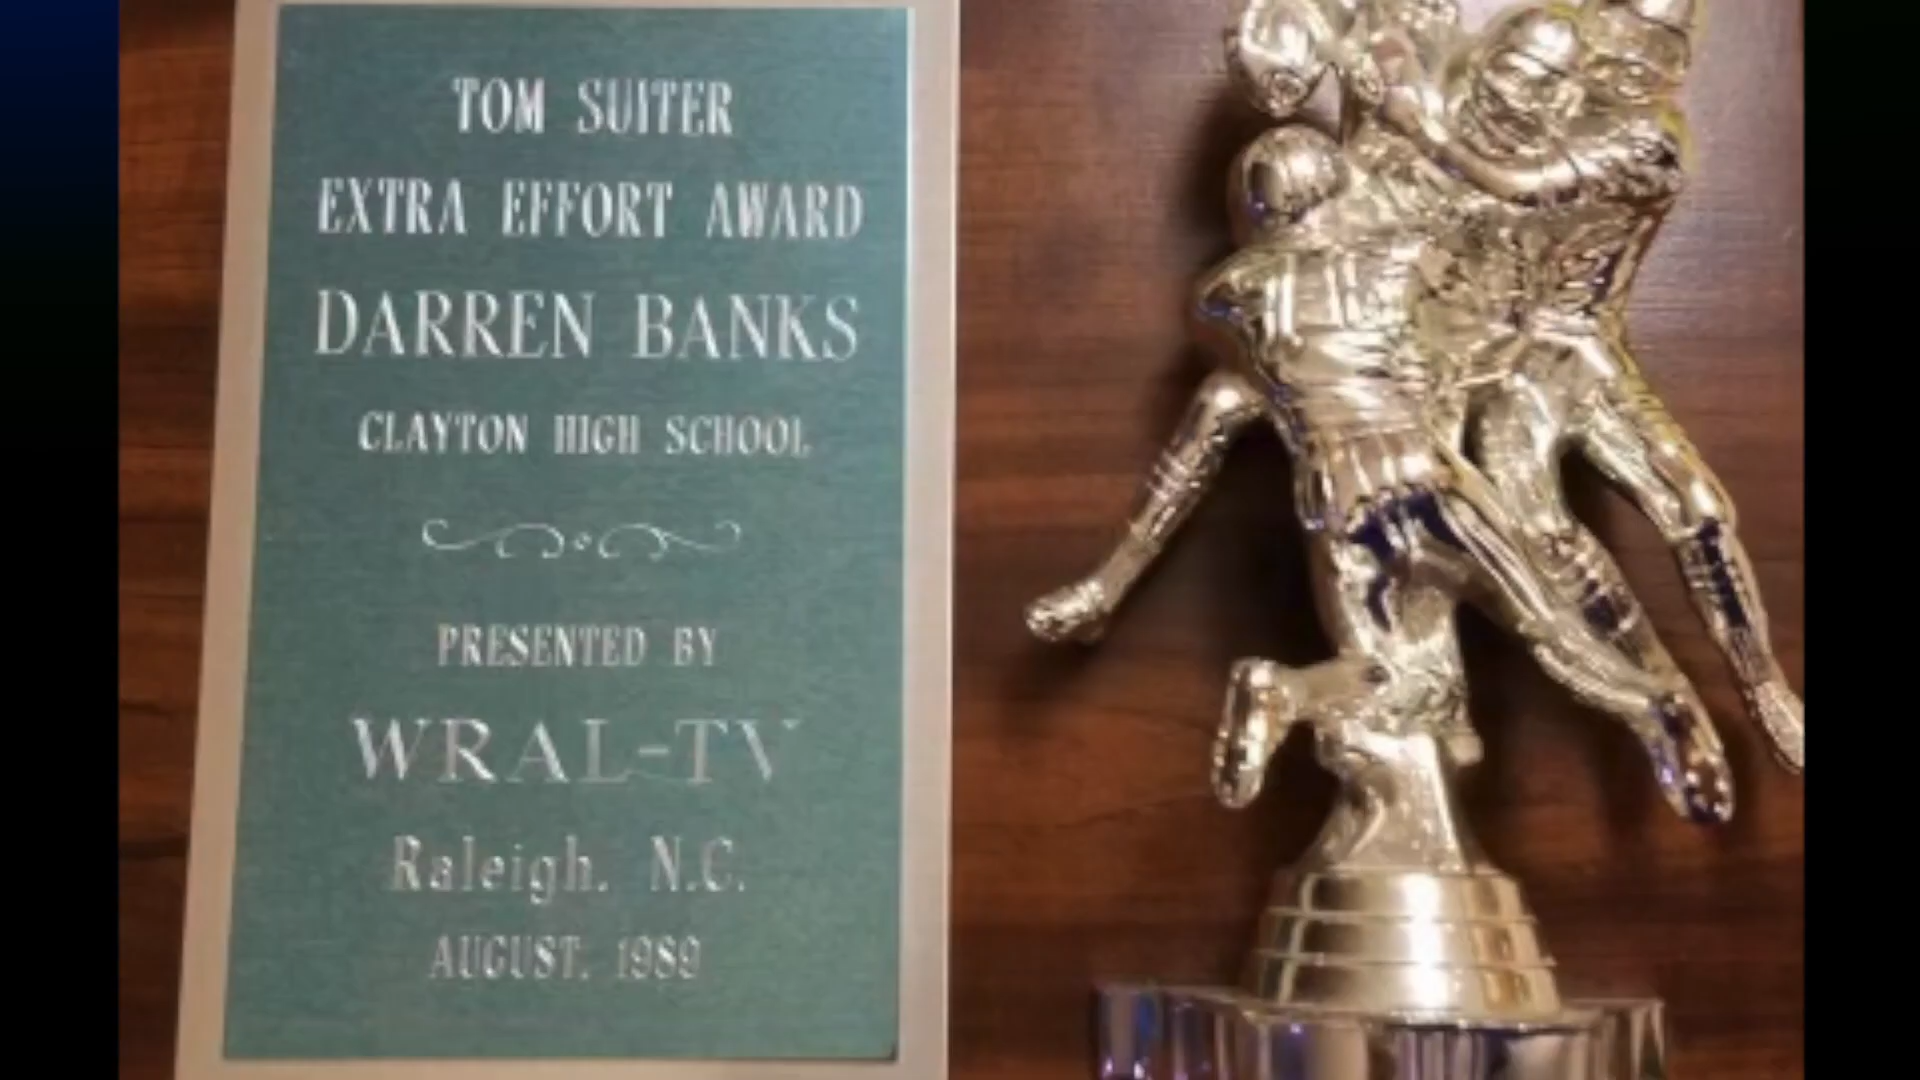 TOM SUITER
EXTRA EFFORT AWARD
DARREN BANKS
CLAYTON HIGH SCHOOL
PRESENTED BY
WRAL-TV
Raleigh, N.C.
AUGUST, 1989